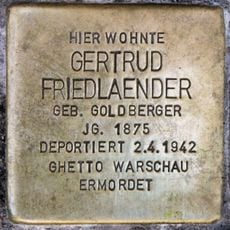 HIER WOHNTE
GERTRUD
FRIEDLAENDER
GEB. GOLDBERGER
JG. 1875
DEPORTIERT 2.4.1942
GHETTO WARSCHAU
ERMORDET